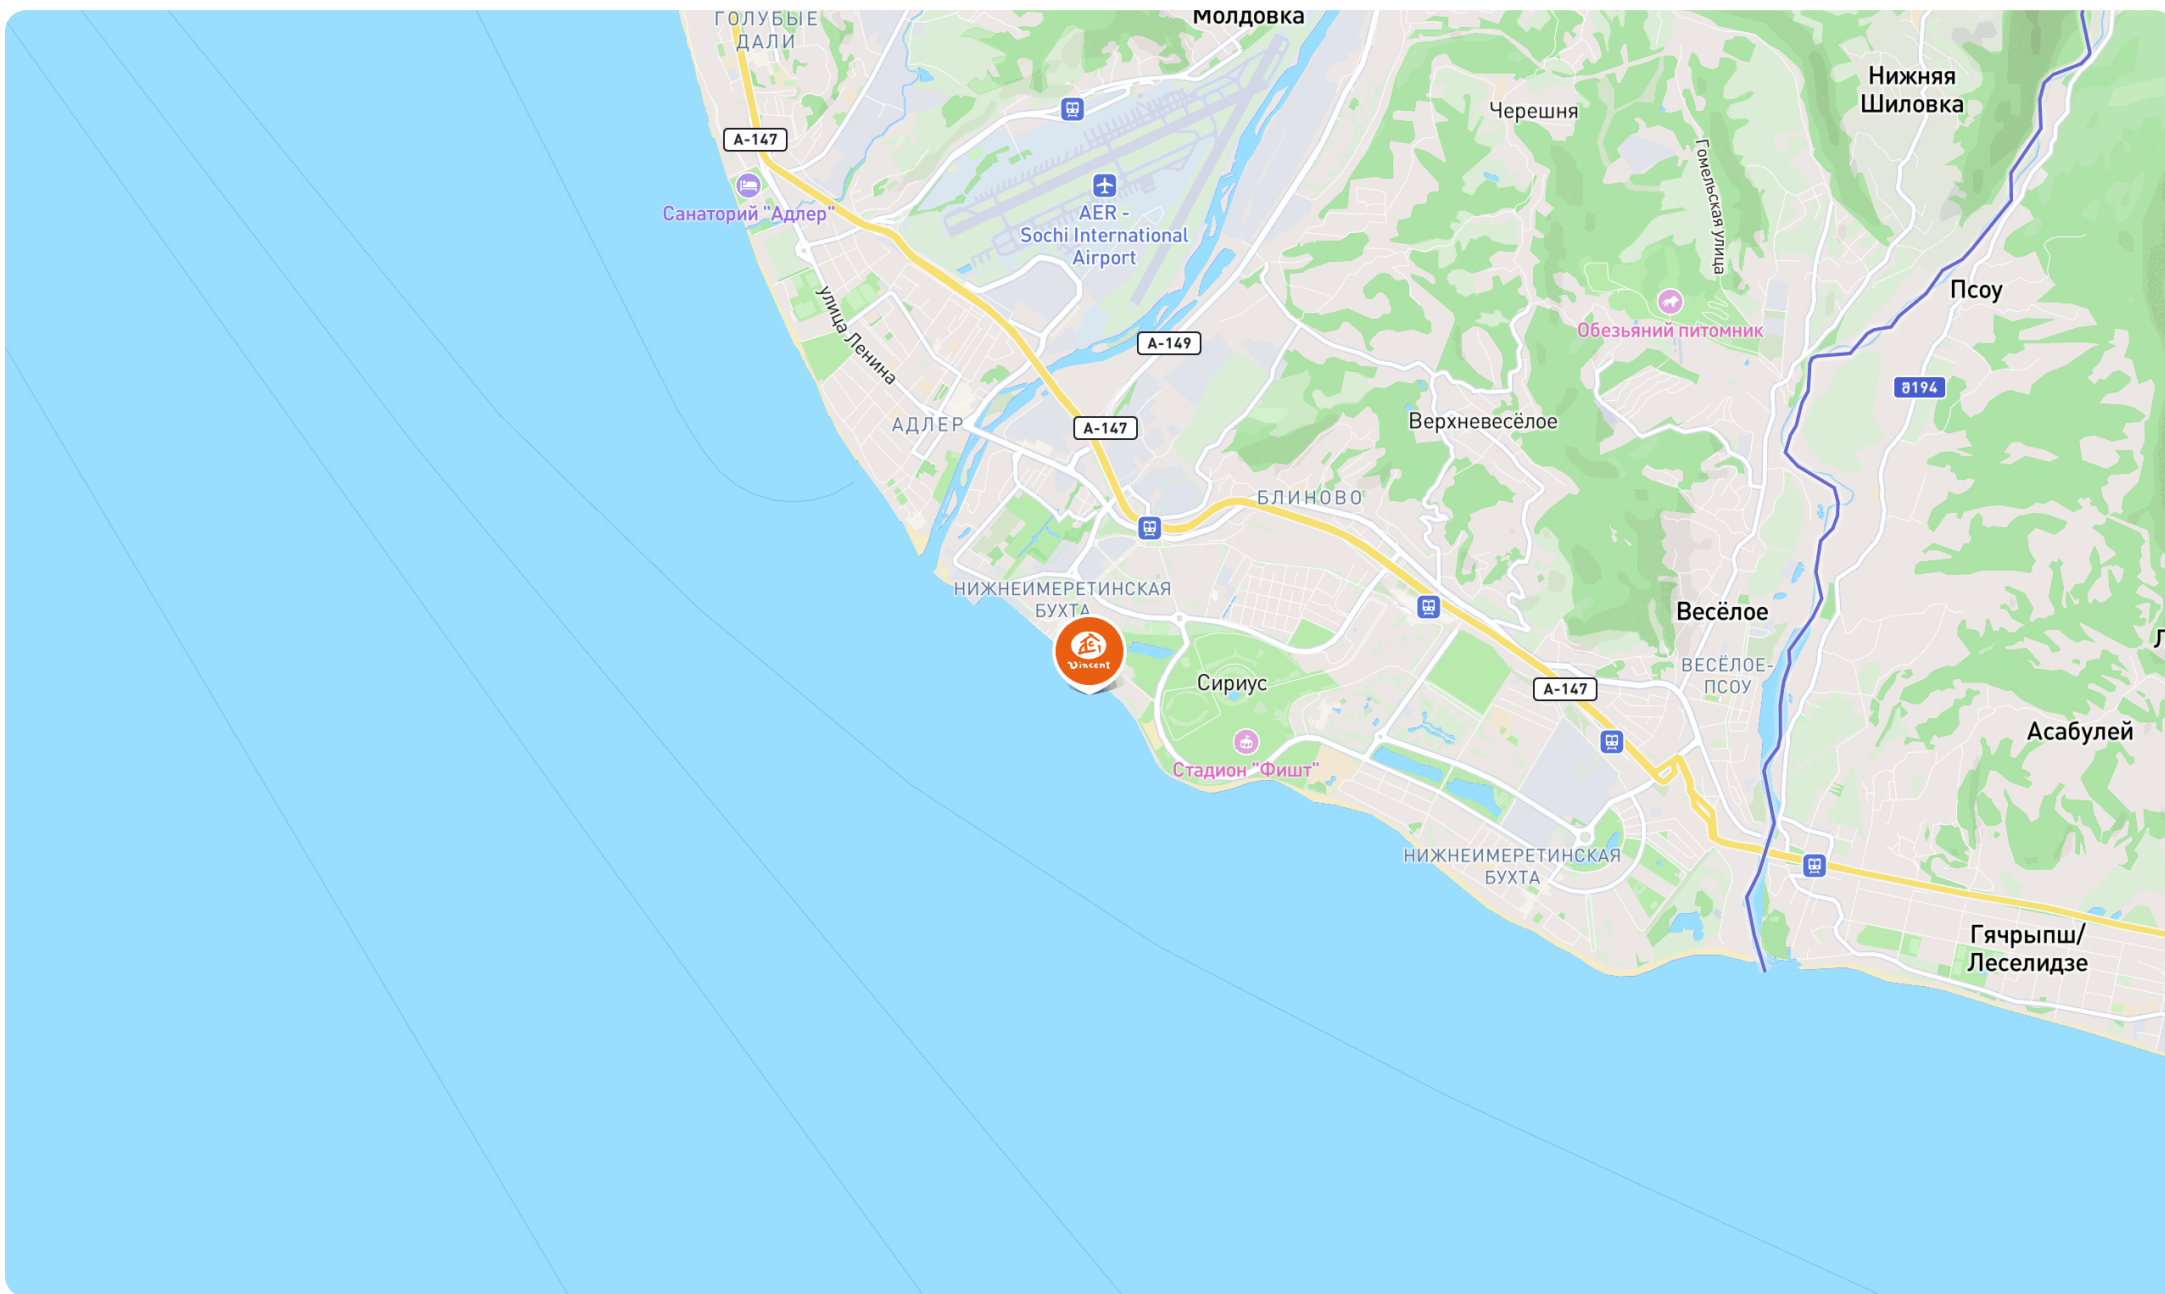 ГОЛУБЫЕ
ДАЛИ
Молдовка
Нижняя
Шиловка
Черешня
А-147
Гомельская улица
Санаторий "Адлер"
AER -
Sochi International
Airport
Псоу
улица Ленина
Обезьяний питомник
А-149
შ194
АДЛЕР
А-147
Верхневесёлое
БЛИНОВО
НИЖНЕИМЕРЕТИНСКАЯ
БУХТА
Весёлое
Vincent
ВЕСЁЛОЕ-
ПСОУ
Сириус
А-147
Асабулей
Стадион "Фишт"
НИЖНЕИМЕРЕТИНСКАЯ
БУХТА
Гячрыпш/
Леселидзе